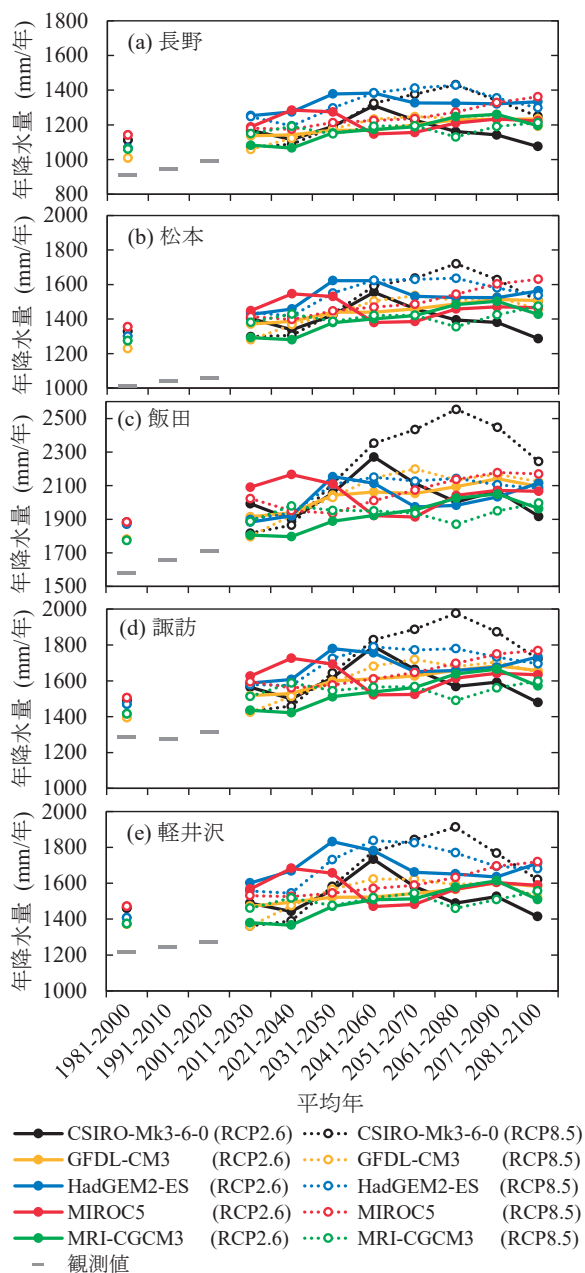 1800
1600
(a) 長野
1400
1200
1000
800
年降水量 (mm/年)
2000
(b) 松本
1800
1600
1400
1200
1000
年降水量 (mm/年)
2500
(c) 飯田
2300
2100
1900
1700
1500
年降水量 (mm/年)
2000
(d) 諏訪
1800
1600
1400
1200
1000
年降水量 (mm/年)
2000
(e) 軽井沢
1800
1600
1400
1200
1000
年降水量 (mm/年)
1981-2000
1991-2010
2001-2020
2011-2030
2021-2040
2031-2050
2041-2060
2051-2070
2061-2080
2071-2090
2081-2100
平均年
CSIRO-Mk3-6-0 (RCP2.6) CSIRO-Mk3-6-0 (RCP8.5)
GFDL-CM3 (RCP2.6) GFDL-CM3 (RCP8.5)
HadGEM2-ES (RCP2.6) HadGEM2-ES (RCP8.5)
MIROC5 (RCP2.6) MIROC5 (RCP8.5)
MRI-CGCM3 (RCP2.6) MRI-CGCM3 (RCP8.5)
観測値